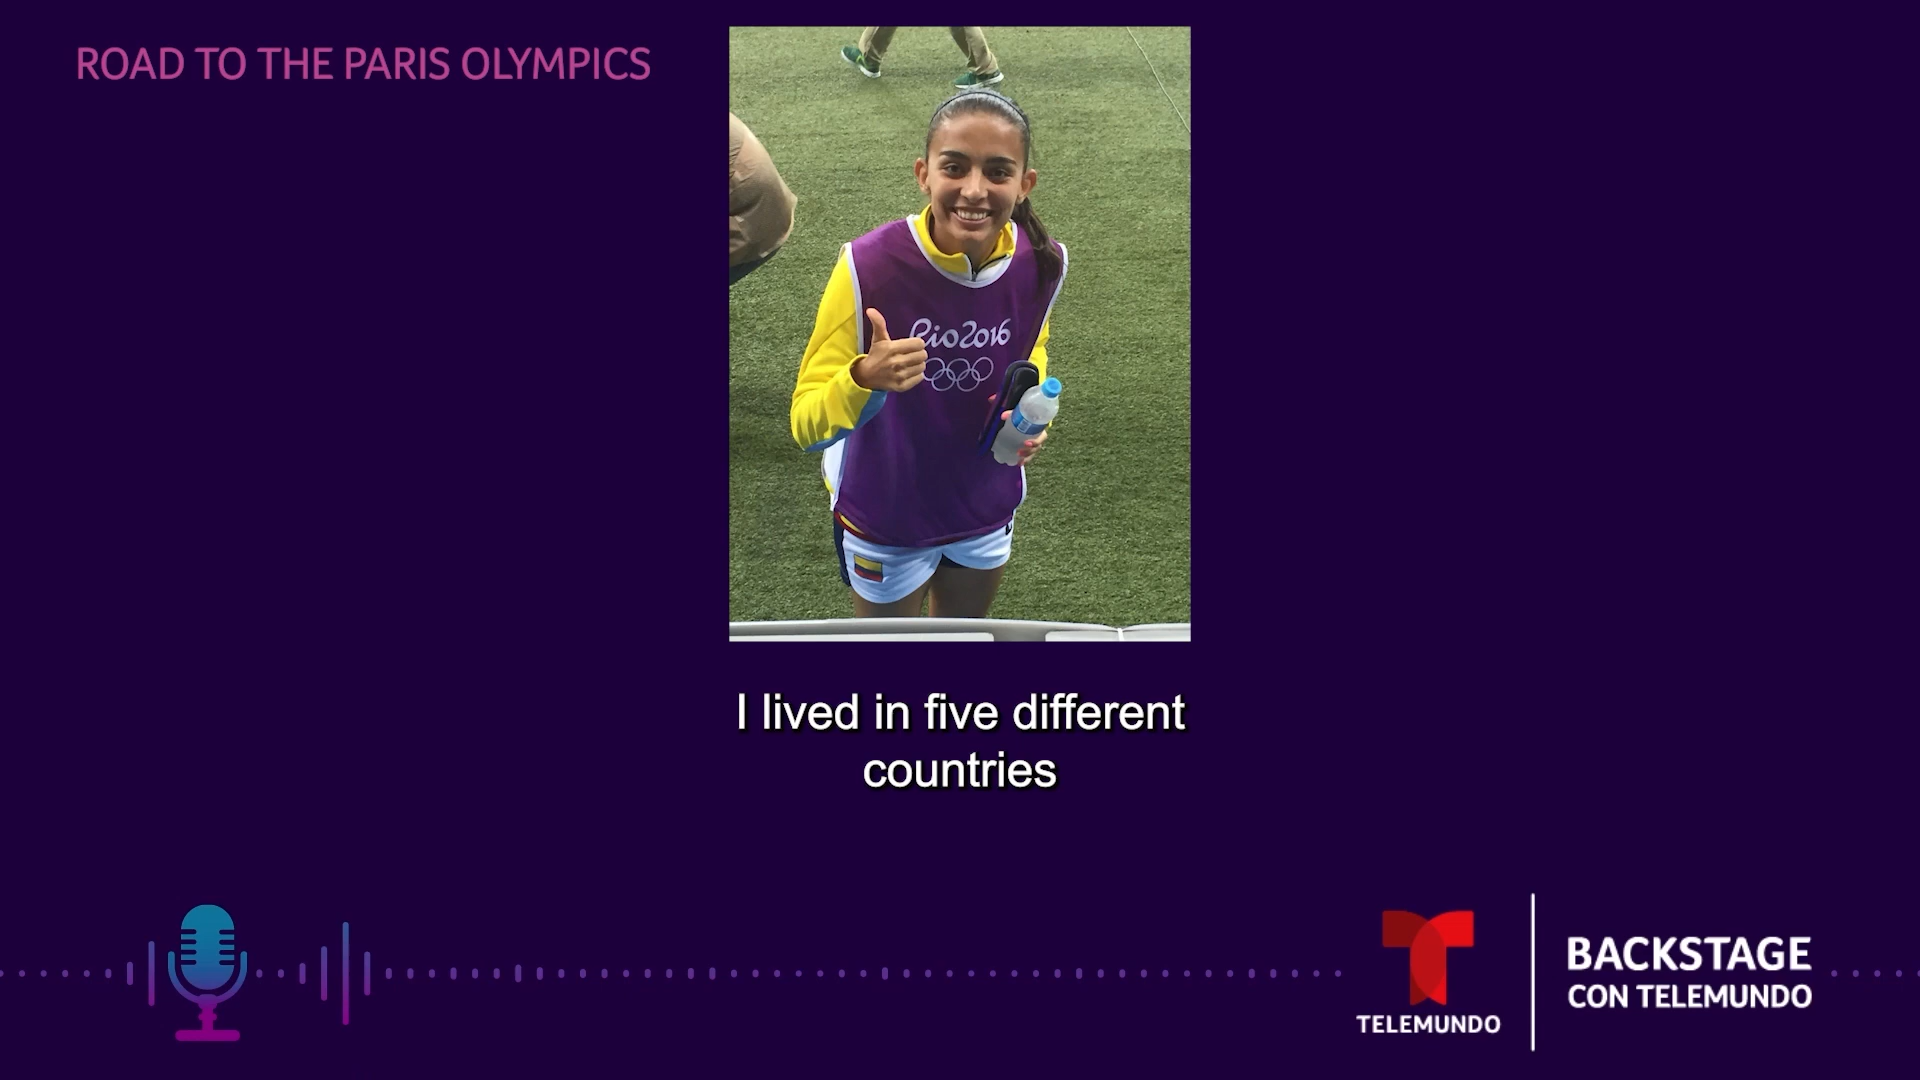 ROAD TO THE PARIS OLYMPICS
Rio2016
I lived in five different
countries
TELEMUNDO
BACKSTAGE
CON TELEMUNDO